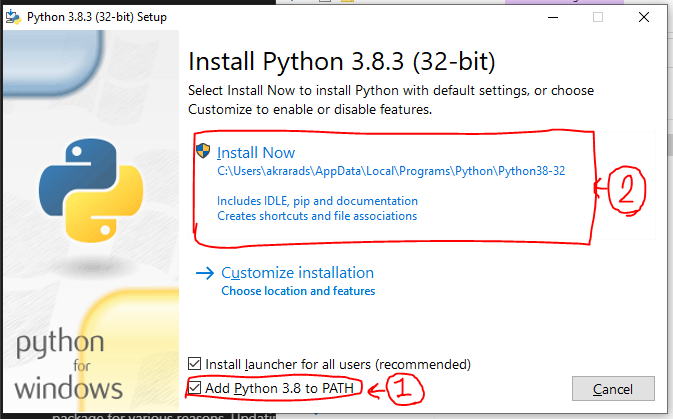 Python 3.8.3 (32-bit) Setup
Install Python 3.8.3 (32-bit)
Select Install Now to install Python with default settings, or choose
Customize to enable or disable features.
Install Now
C:\Users\akrarads\AppData\Local\Programs\Python\Python38-32
Includes IDLE, pip and documentation
Creates shortcuts and file associations
2
Customize installation
Choose location and features
python
for
windows
Install launcher for all users (recommended)
Add Python 3.8 to PATH
1
Cancel
package for various reasons. Updatin